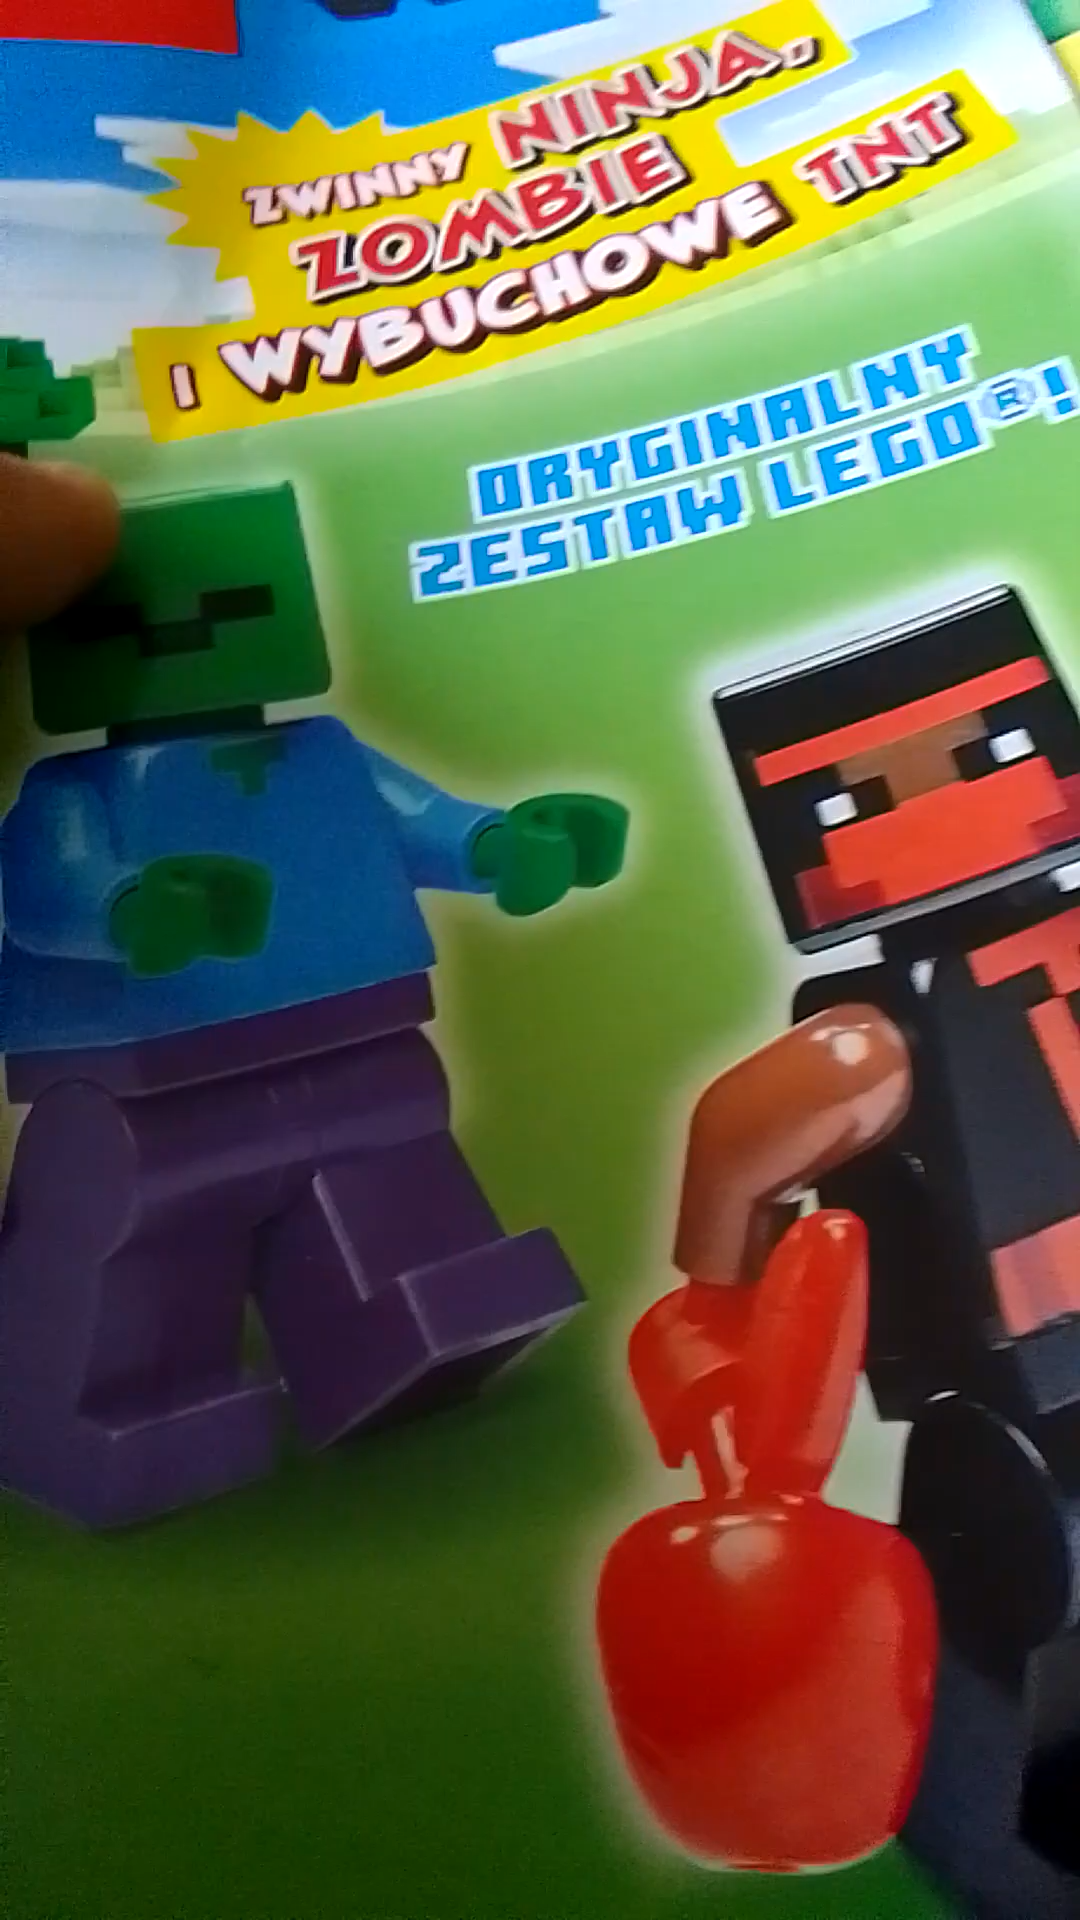 ZWINNY NINJA,
ZOMBIE
I WYBUCHOWE TNT
ORYGINALNY
ZESTAW LEGO®!